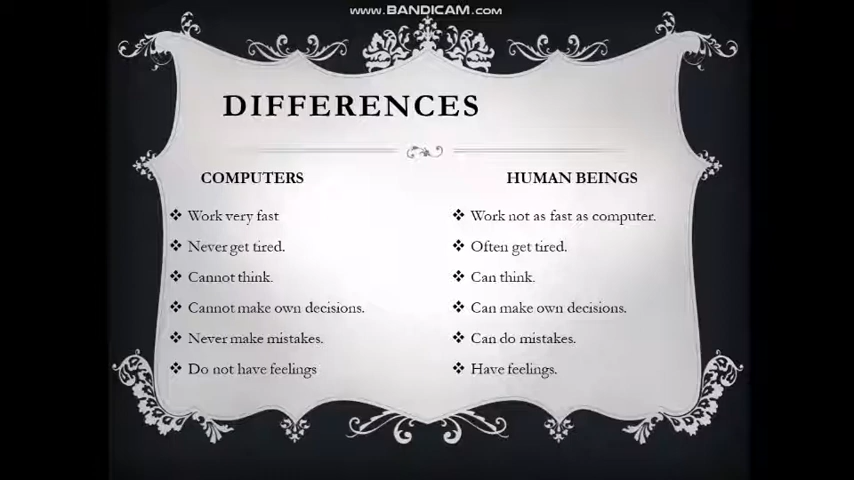 www.BANDICAM.com
DIFFERENCES
COMPUTERS
❖ Work very fast
❖ Never get tired.
❖ Cannot think.
❖ Cannot make own decisions.
❖ Never make mistakes.
❖ Do not have feelings
HUMAN BEINGS
❖ Work not as fast as computer.
❖ Often get tired.
❖ Can think.
❖ Can make own decisions.
❖ Can do mistakes.
❖ Have feelings.